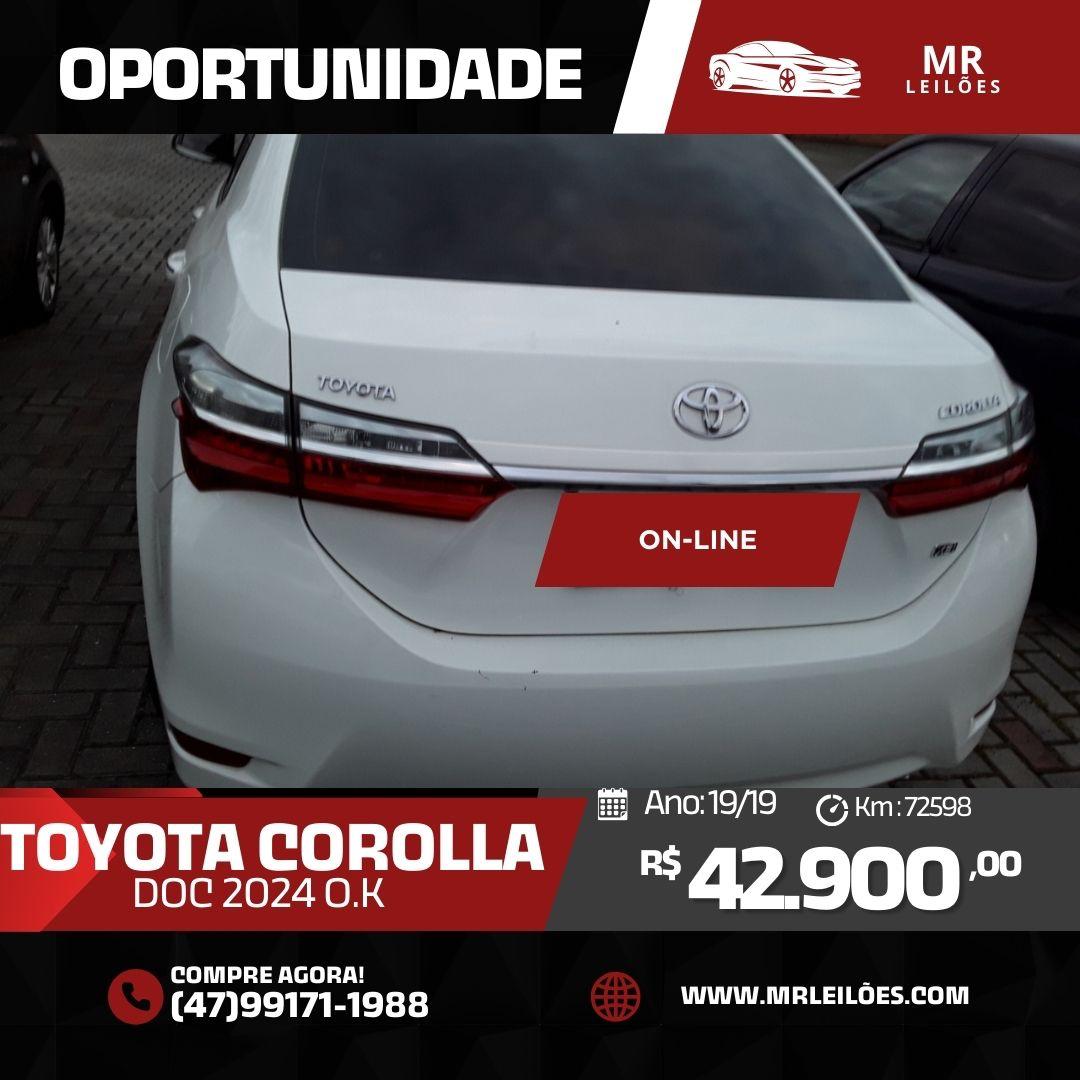 OPORTUNIDADE
MR
LEILÕES
TOYOTA
COROLLA
ON-LINE
XEI
TOYOTA COROLLA
DOC 2024 O.K
Ano: 19/19
Km : 72598
R$ 42.900,00
COMPRE AGORA!
(47)99171-1988
WWW.MRLEILÕES.COM